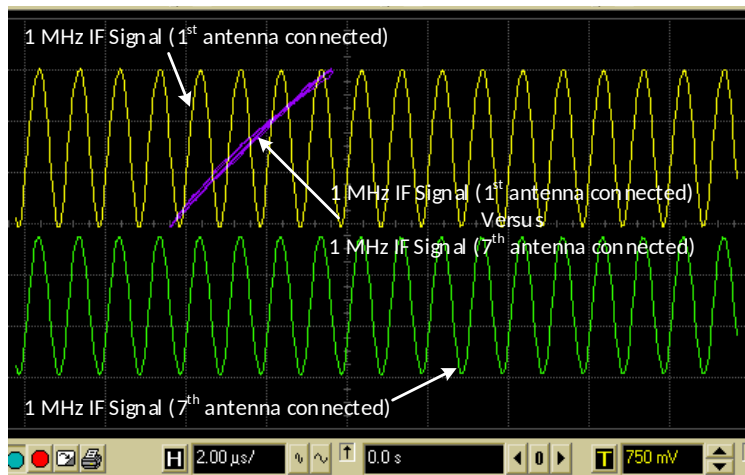 1 MHz IF Signal (1st antenna connected)
1 MHz IF Signal (1st antenna connected)
Versus
1 MHz IF Signal (7th antenna connected)
1 MHz IF Signal (7th antenna connected)
H 2.00 µs/ 0.0 s 0 T 750 mV